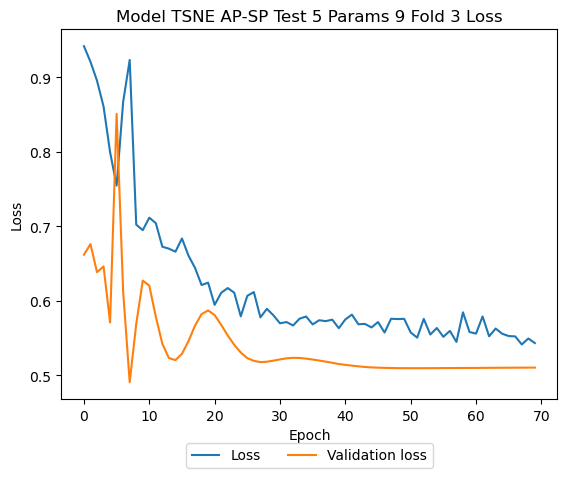 Model TSNE AP-SP Test 5 Params 9 Fold 3 Loss
Loss
0.9
0.8
0.7
0.6
0.5
0 10 20 30 40 50 60 70
Epoch
Loss Validation loss